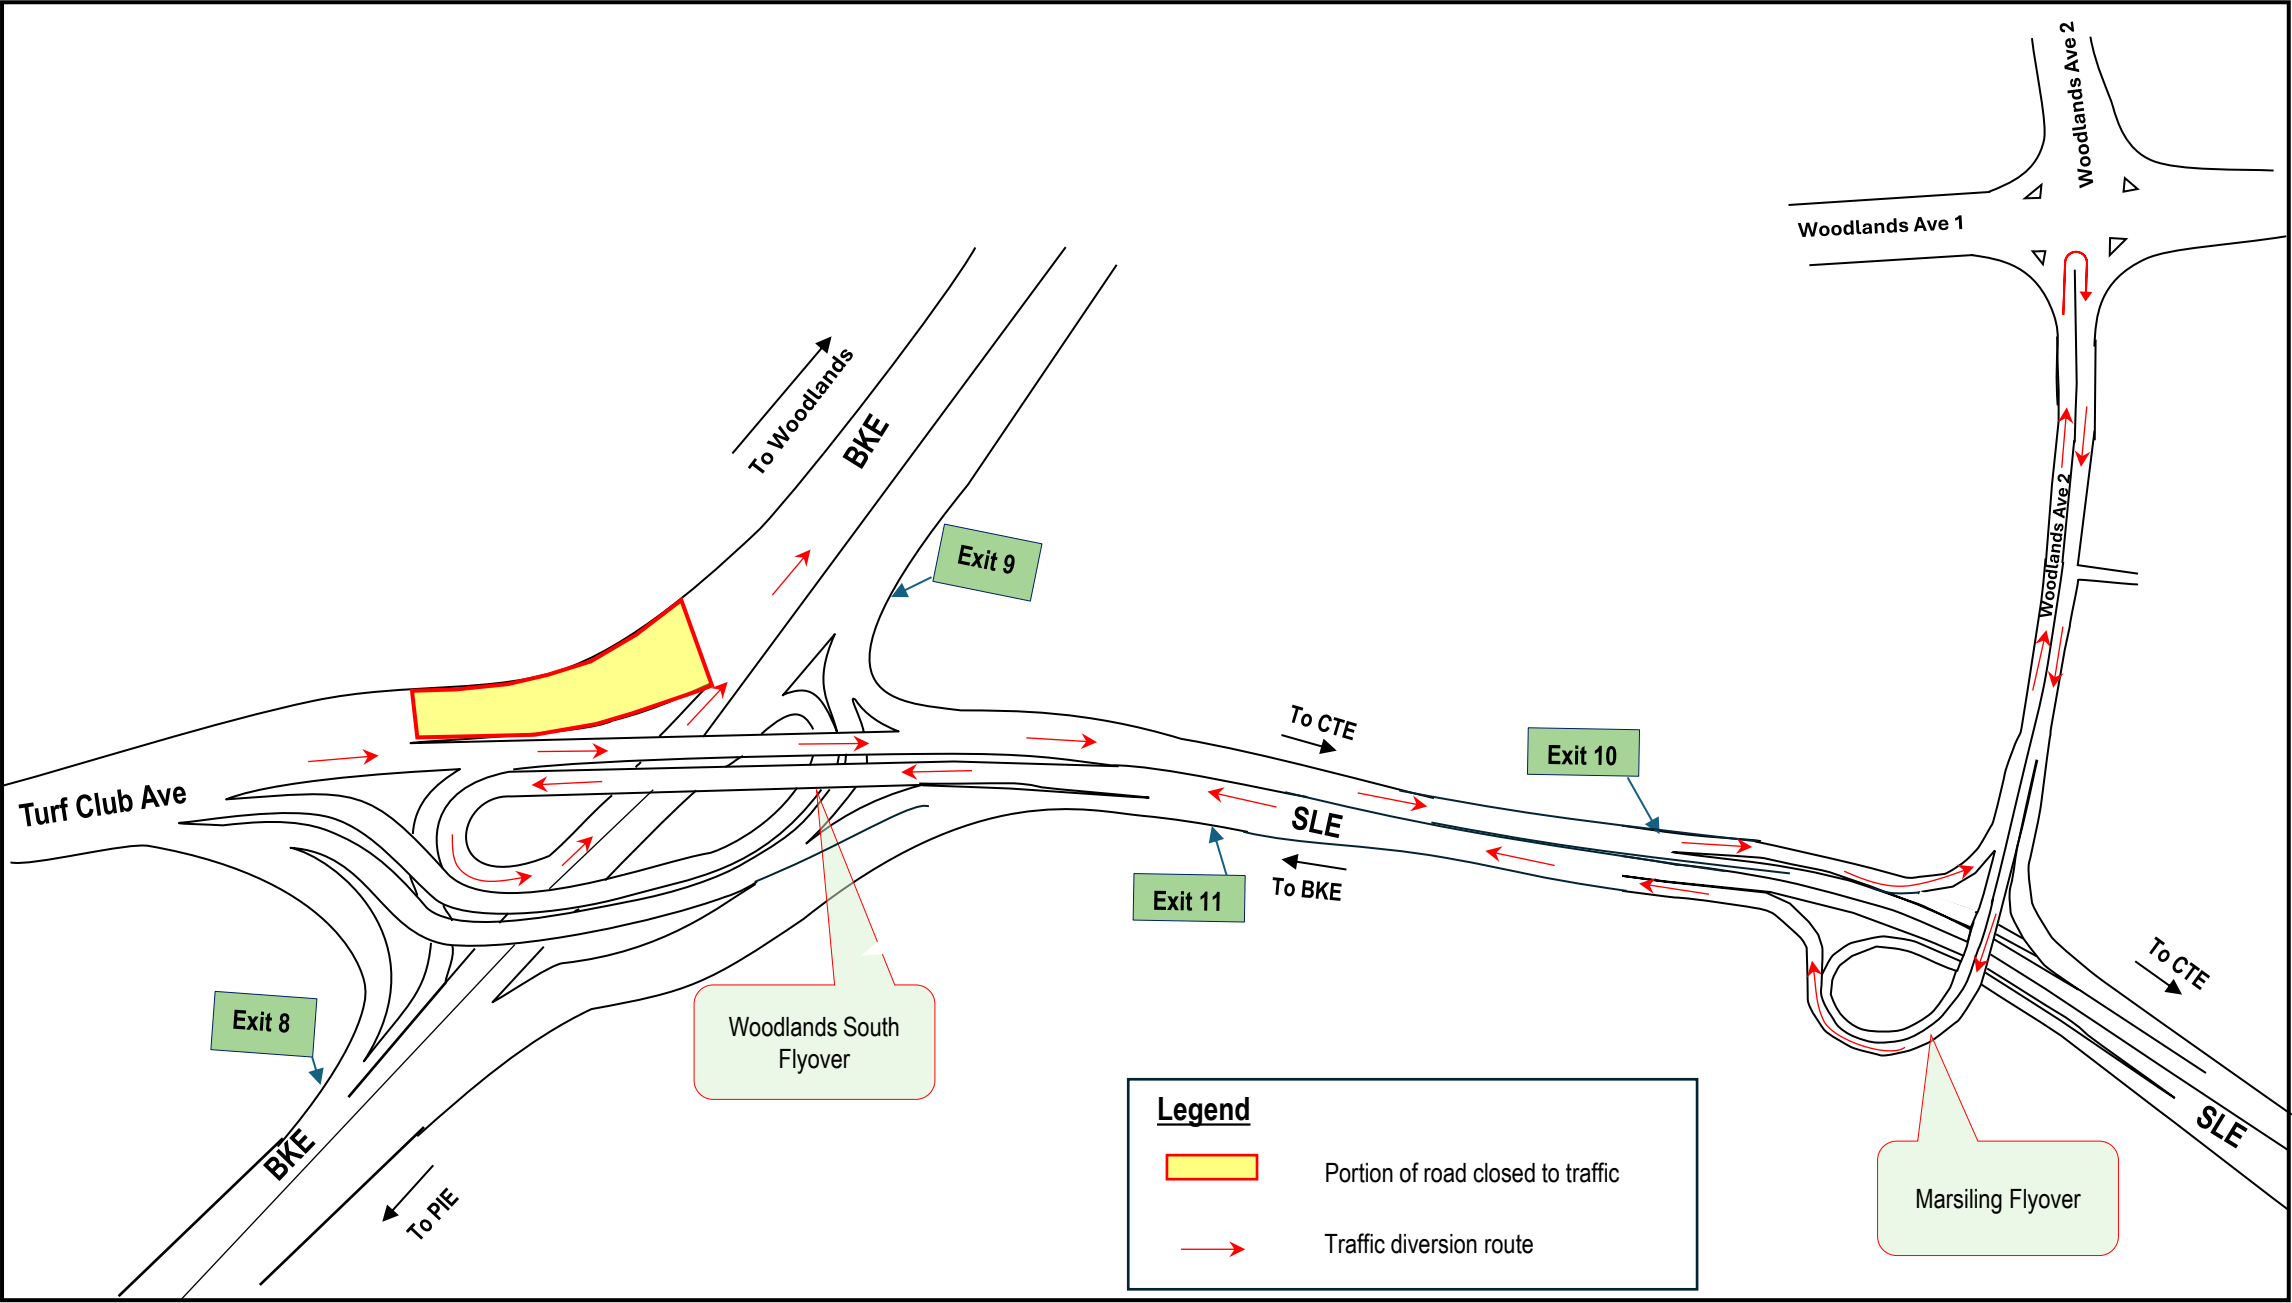 Woodlands Ave 2
Woodlands Ave 1
To Woodlands
BKE
Exit 9
Woodlands Ave 2
To CTE
Exit 10
Turf Club Ave
SLE
To BKE
Exit 11
To CTE
Exit 8
Woodlands South
Flyover
BKE
To PIE
SLE
Marsiling Flyover
Legend
Portion of road closed to traffic
Traffic diversion route